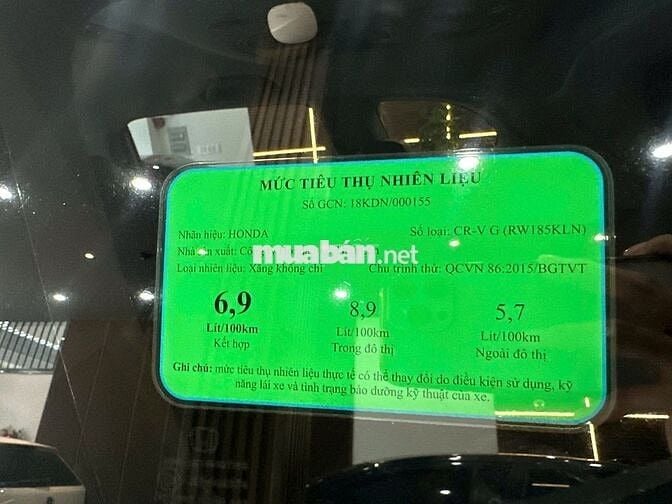 MỨC TIÊU THỤ NHIÊN LIỆU
Số GCN: 18KDN/000155
Nhãn hiệu: HONDA Số loại: CR-V G (RW185KLN)
Nhà sản xuất:
muaban.net
Loại nhiên liệu: Xăng không chì Chu trình thử: QCVN 86:2015/BGTVT
6,9 8,9 5,7
Lít/100km Lít/100km Lít/100km
Kết hợp Trong đô thị Ngoài đô thị
Ghi chú: mức tiêu thụ nhiên liệu thực tế có thể thay đổi do điều kiện sử dụng, kỹ
năng lái xe và tình trạng bảo dưỡng kỹ thuật của xe.